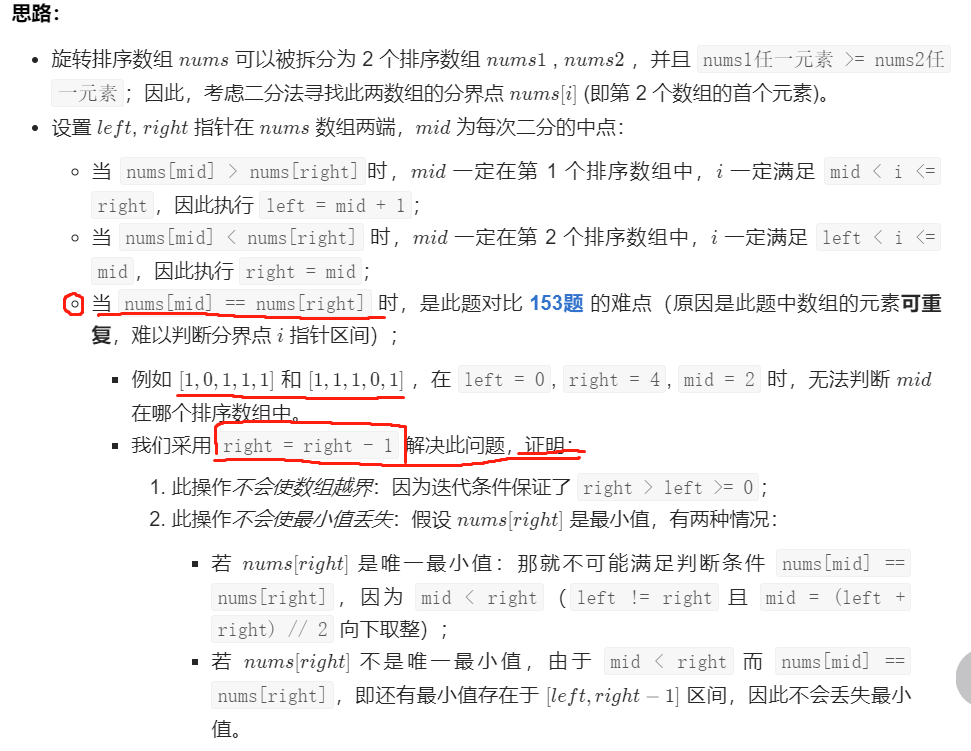 思路：
旋转排序数组 nums 可以被拆分为 2 个排序数组 nums1 , nums2 ，并且 nums1任一元素 >= nums2任
一元素 ；因此，考虑二分法寻找此两数组的分界点 nums[i] (即第 2 个数组的首个元素)。
设置 left, right 指针在 nums 数组两端，mid 为每次二分的中点：
当 nums[mid] > nums[right] 时，mid 一定在第 1 个排序数组中，i 一定满足 mid < i <=
right ，因此执行 left = mid + 1 ；
当 nums[mid] < nums[right] 时，mid 一定在第 2 个排序数组中，i 一定满足 left < i <=
mid ，因此执行 right = mid ；
当 nums[mid] == nums[right] 时，是此题对比 153题 的难点（原因是此题中数组的元素可重
复，难以判断分界点 i 指针区间）；
例如 [1,0,1,1,1] 和 [1,1,1,0,1] ，在 left = 0 , right = 4 , mid = 2 时，无法判断 mid
在哪个排序数组中。
我们采用 right = right - 1 解决此问题，证明：
1. 此操作不会使数组越界：因为迭代条件保证了 right > left >= 0 ；
2. 此操作不会使最小值丢失：假设 nums[right] 是最小值，有两种情况：
若 nums[right] 是唯一最小值：那就不可能满足判断条件 nums[mid] ==
nums[right] ，因为 mid < right （ left != right 且 mid = (left +
right) // 2 向下取整）；
若 nums[right] 不是唯一最小值，由于 mid < right 而 nums[mid] ==
nums[right] ，即还有最小值存在于 [left,right − 1] 区间，因此不会丢失最小
值。